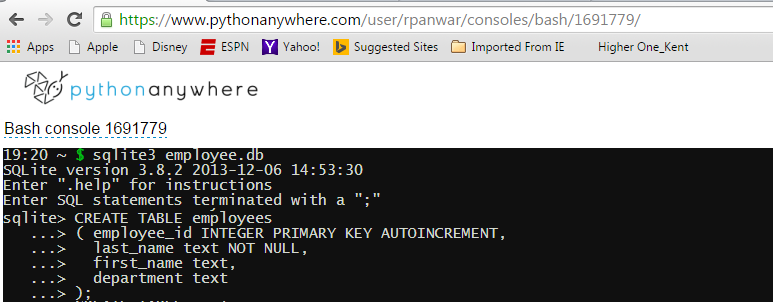 https://www.pythonanywhere.com/user/rpanwar/consoles/bash/1691779/
Apps Apple Disney ESPN Yahoo! Suggested Sites Imported From IE Higher One_Kent
pythonanywhere
Bash console 1691779
19:20 ~ $ sqlite3 employee.db
SQLite version 3.8.2 2013-12-06 14:53:30
Enter ".help" for instructions
Enter SQL statements terminated with a ";"
sqlite> CREATE TABLE employees
...> ( employee_id INTEGER PRIMARY KEY AUTOINCREMENT,
...> last_name text NOT NULL,
...> first_name text,
...> department text
...> );